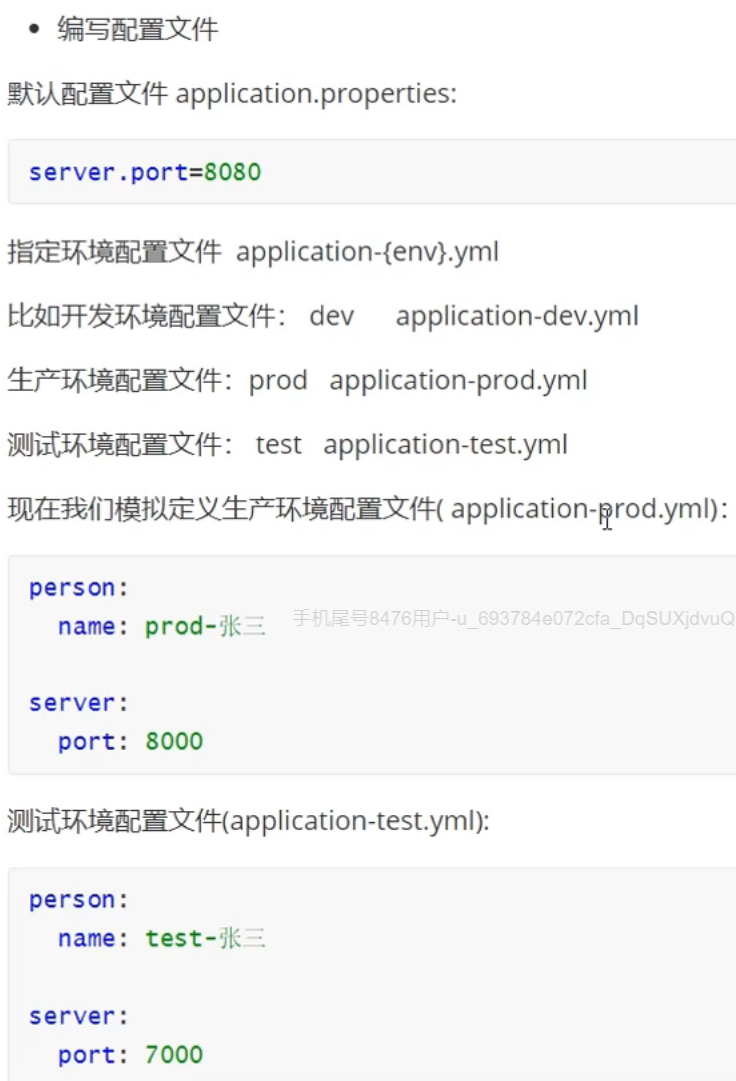 编写配置文件
默认配置文件 application.properties:
server.port=8080
指定环境配置文件 application-{env}.yml
比如开发环境配置文件： dev application-dev.yml
生产环境配置文件：prod application-prod.yml
测试环境配置文件： test application-test.yml
现在我们模拟定义生产环境配置文件( application-prod.yml)：
person:
name: prod-张三
手机尾号8476用户-u_693784e072cfa_DqSUXjdvuQ
server:
port: 8000
测试环境配置文件(application-test.yml):
person:
name: test-张三
server:
port: 7000